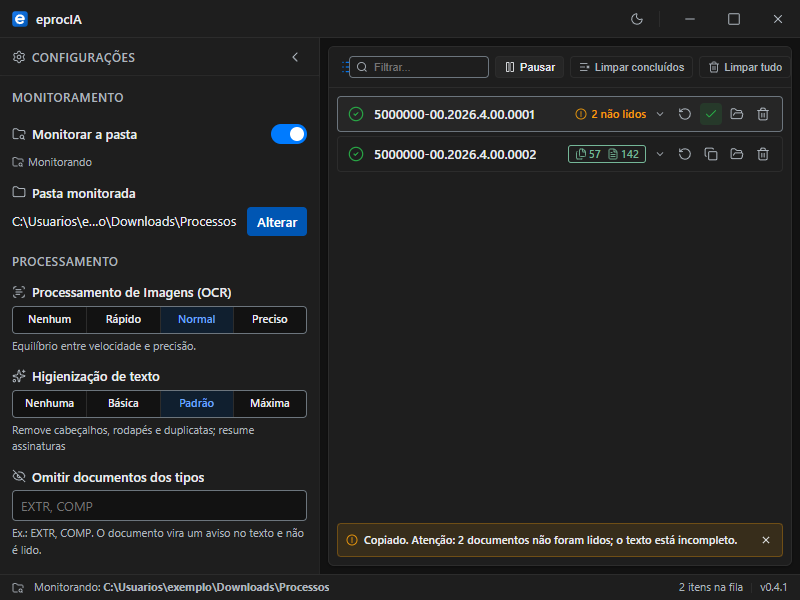 eprocIA
CONFIGURAÇÕES
MONITORAMENTO
Monitorar a pasta
Monitorando
Pasta monitorada
C:\Usuarios\e...o\Downloads\Processos
Alterar
PROCESSAMENTO
Processamento de Imagens (OCR)
Nenhum Rápido Normal Preciso
Equilíbrio entre velocidade e precisão.
Higienização de texto
Nenhuma Básica Padrão Máxima
Remove cabeçalhos, rodapés e duplicatas; resume
assinaturas
Omitir documentos dos tipos
EXTR, COMP
Ex.: EXTR, COMP. O documento vira um aviso no texto e não
é lido.
Filtrar... Pausar Limpar concluídos Limpar tudo
5000000-00.2026.4.00.0001 2 não lidos
5000000-00.2026.4.00.0002 57 142
Copiado. Atenção: 2 documentos não foram lidos; o texto está incompleto.
Monitorando: C:\Usuarios\exemplo\Downloads\Processos
2 itens na fila v0.4.1